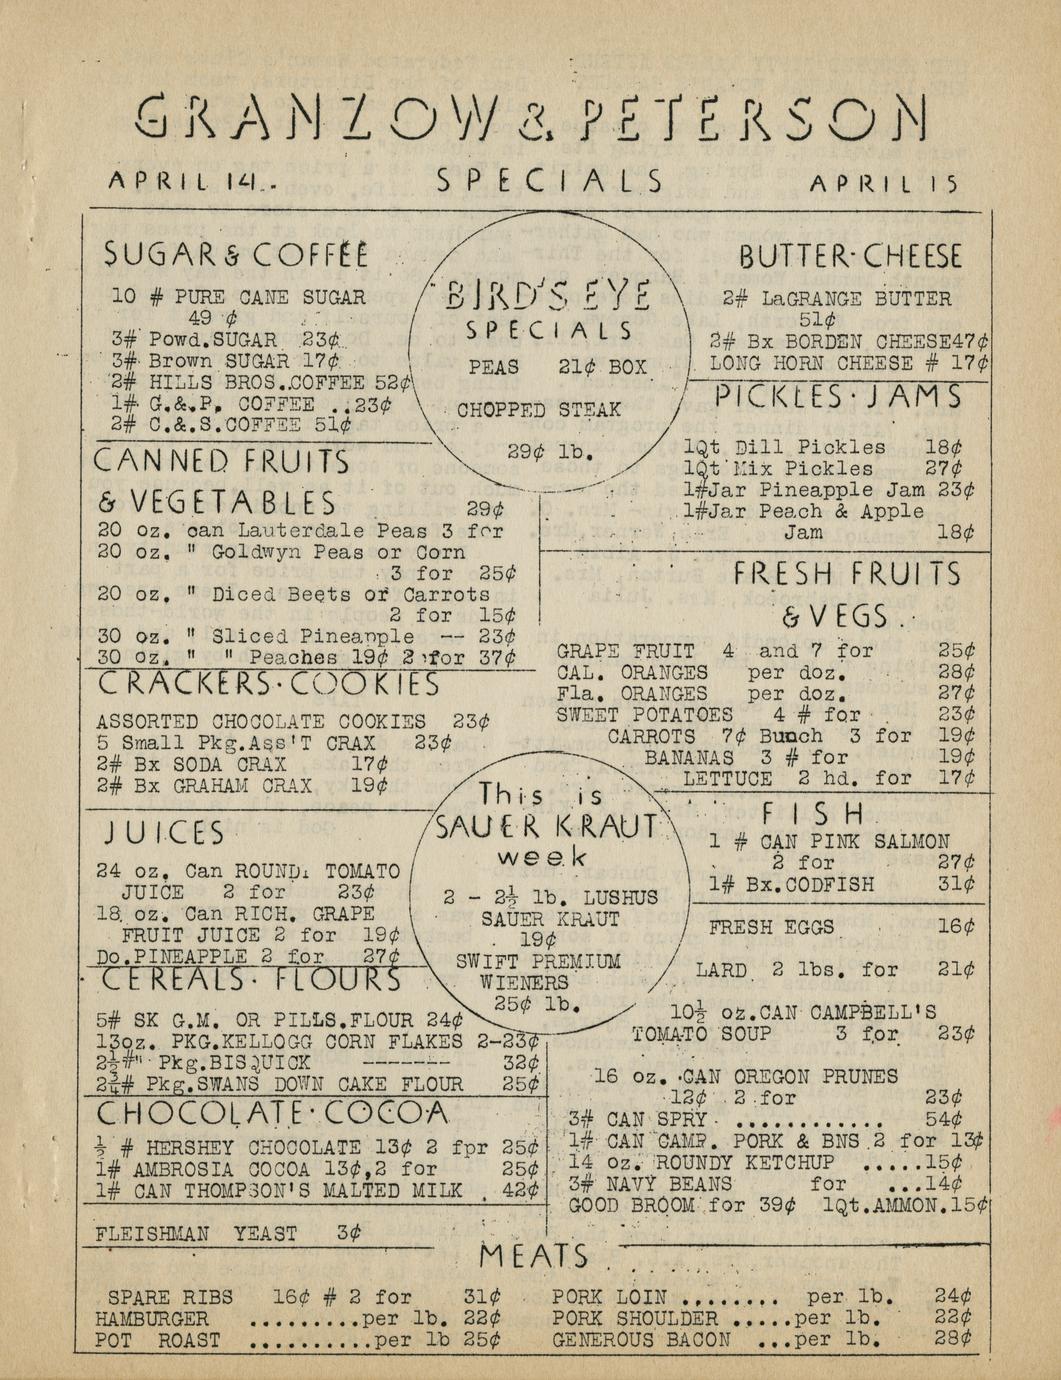 GRANZOW & PETERSON
APRIL 14.. SPECIALS APRIL 15
SUGAR & COFFEE
10 # PURE CANE SUGAR
49 ¢
3# Powd.SUGAR 23¢
3# Brown SUGAR 17¢
2# HILLS BROS..COFFEE 52¢
1# G.&.P. COFFEE ..23¢
2# C.&.S.COFFEE 51¢
BIRD'S EYE
SPECIALS
PEAS 21¢ BOX
CHOPPED STEAK
29¢ lb.
BUTTER·CHEESE
2# LaGRANGE BUTTER
51¢
2# Bx BORDEN CHEESE47¢
LONG HORN CHEESE # 17¢
PICKLES·JAMS
1Qt Dill Pickles 18¢
1Qt Mix Pickles 27¢
1#Jar Pineapple Jam 23¢
1#Jar Peach & Apple
Jam 18¢
CANNED FRUITS
& VEGETABLES 29¢
20 oz. can Lauterdale Peas 3 for
20 oz. " Goldwyn Peas or Corn
3 for 25¢
20 oz. " Diced Beets or Carrots
2 for 15¢
30 oz. " Sliced Pineapple -- 23¢
30 oz. " " Peaches 19¢ 2 for 37¢
FRESH FRUITS
& VEGS.
GRAPE FRUIT 4 and 7 for 25¢
CAL. ORANGES per doz. 28¢
Fla. ORANGES per doz. 27¢
SWEET POTATOES 4 # for 23¢
CARROTS 7¢ Bunch 3 for 19¢
BANANAS 3 # for 19¢
LETTUCE 2 hd. for 17¢
CRACKERS·COOKIES
ASSORTED CHOCOLATE COOKIES 23¢
5 Small Pkg.Ass'T CRAX 23¢
2# Bx SODA CRAX 17¢
2# Bx GRAHAM CRAX 19¢
This is
SAUER KRAUT
week
2 - 2½ lb. LUSHUS
SAUER KRAUT
19¢
SWIFT PREMIUM
WIENERS
25¢ lb.
JUICES
24 oz. Can ROUNDY TOMATO
JUICE 2 for 23¢
18 oz. Can RICH. GRAPE
FRUIT JUICE 2 for 19¢
Do.PINEAPPLE 2 for 27¢
FISH
1 # CAN PINK SALMON
2 for 27¢
1# Bx.CODFISH 31¢
FRESH EGGS 16¢
LARD 2 lbs. for 21¢
10½ oz.CAN CAMPBELL'S
TOMATO SOUP 3 for 23¢
16 oz. CAN OREGON PRUNES
12¢ 2 for 23¢
3# CAN SPRY ............ 54¢
1# CAN CAMP. PORK & BNS 2 for 13¢
14 oz. ROUNDY KETCHUP .....15¢
3# NAVY BEANS for ...14¢
GOOD BROOM for 39¢ 1Qt.AMMON.15¢
CEREALS·FLOURS
5# SK G.M. OR PILLS.FLOUR 24¢
13oz. PKG.KELLOGG CORN FLAKES 2-23¢
2½#" Pkg.BISQUICK ------- 32¢
2¾# Pkg.SWANS DOWN CAKE FLOUR 25¢
CHOCOLATE·COCOA
½ # HERSHEY CHOCOLATE 13¢ 2 fpr 25¢
1# AMBROSIA COCOA 13¢,2 for 25¢
1# CAN THOMPSON'S MALTED MILK . 42¢
FLEISHMAN YEAST 3¢
MEATS
SPARE RIBS 16¢ # 2 for 31¢
HAMBURGER .........per lb. 22¢
POT ROAST ..........per lb 25¢
PORK LOIN ........ per lb. 24¢
PORK SHOULDER .....per lb. 22¢
GENEROUS BACON ...per lb. 28¢